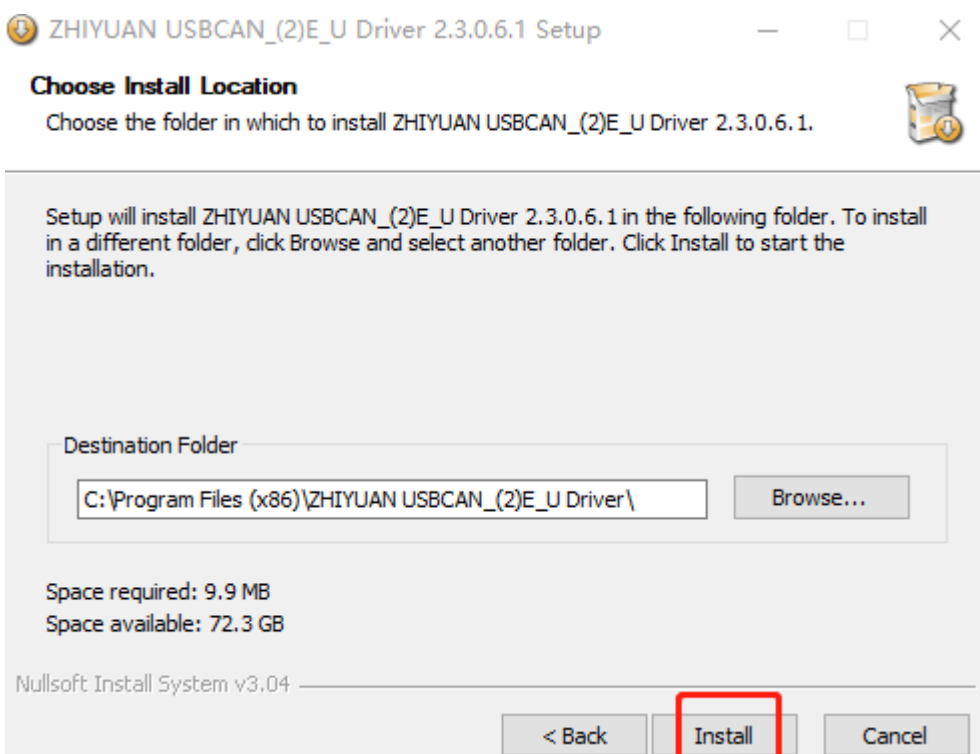 ZHIYUAN USBCAN_(2)E_U Driver 2.3.0.6.1 Setup
Choose Install Location
Choose the folder in which to install ZHIYUAN USBCAN_(2)E_U Driver 2.3.0.6.1.
Setup will install ZHIYUAN USBCAN_(2)E_U Driver 2.3.0.6.1 in the following folder. To install
in a different folder, click Browse and select another folder. Click Install to start the
installation.
Destination Folder
C:\Program Files (x86)\ZHIYUAN USBCAN_(2)E_U Driver\
Browse...
Space required: 9.9 MB
Space available: 72.3 GB
Nullsoft Install System v3.04
< Back
Install
Cancel